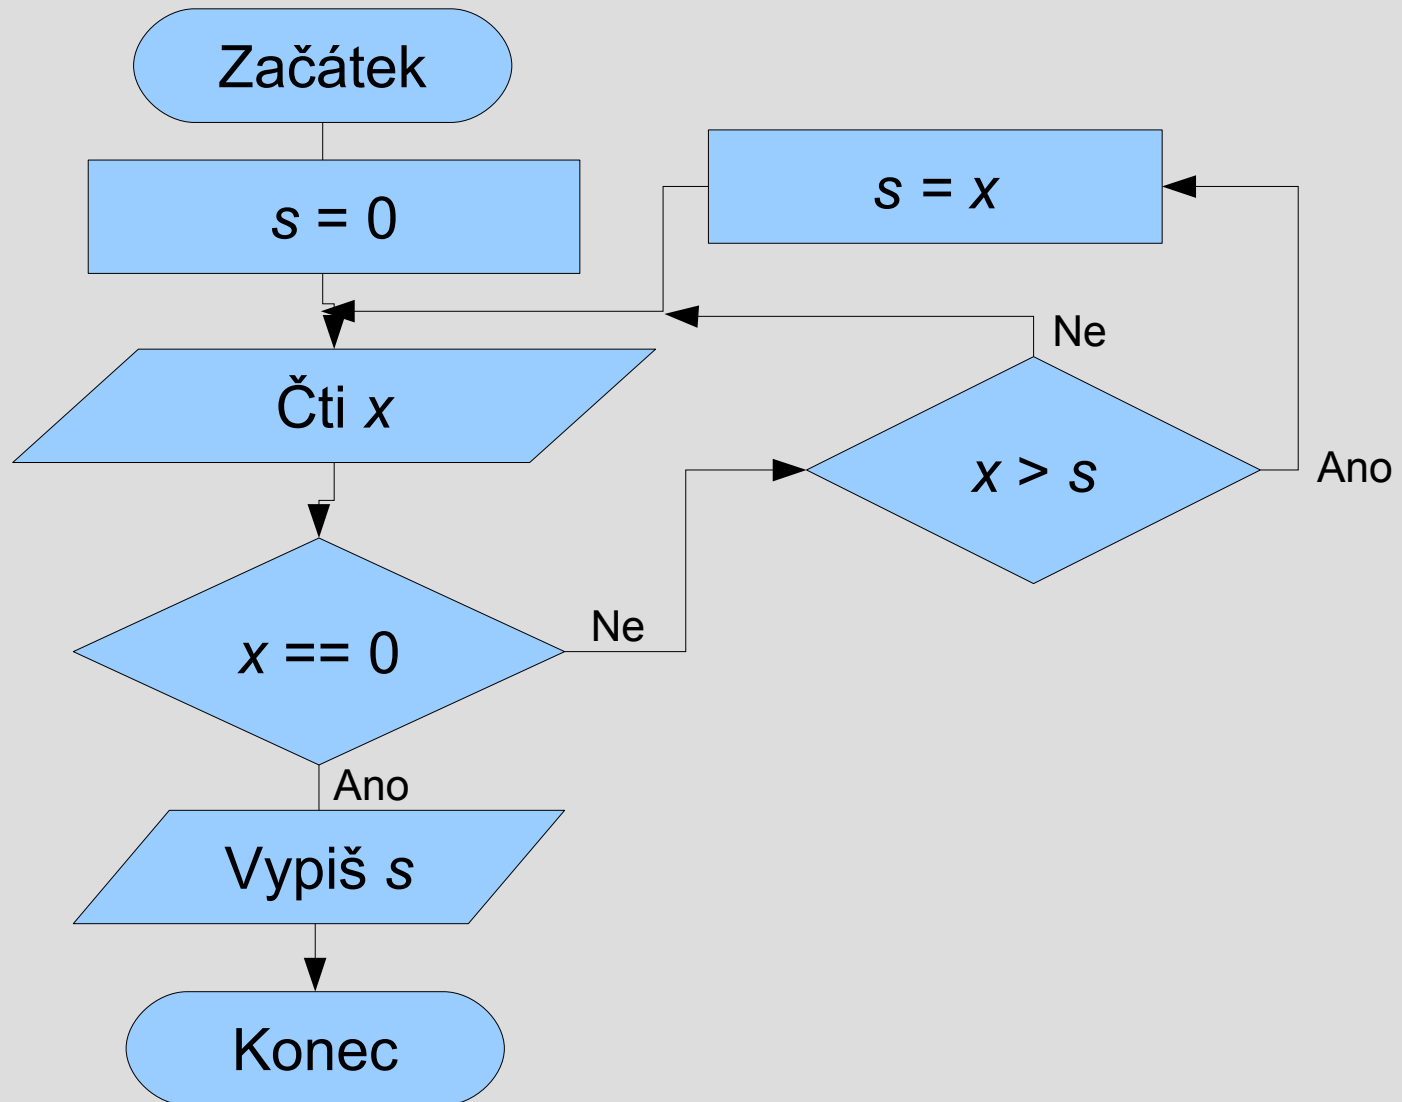 Začátek
s = 0
s = x
Ne
Čti x
x > s
Ano
Ne
x == 0
Ano
Vypiš s
Konec